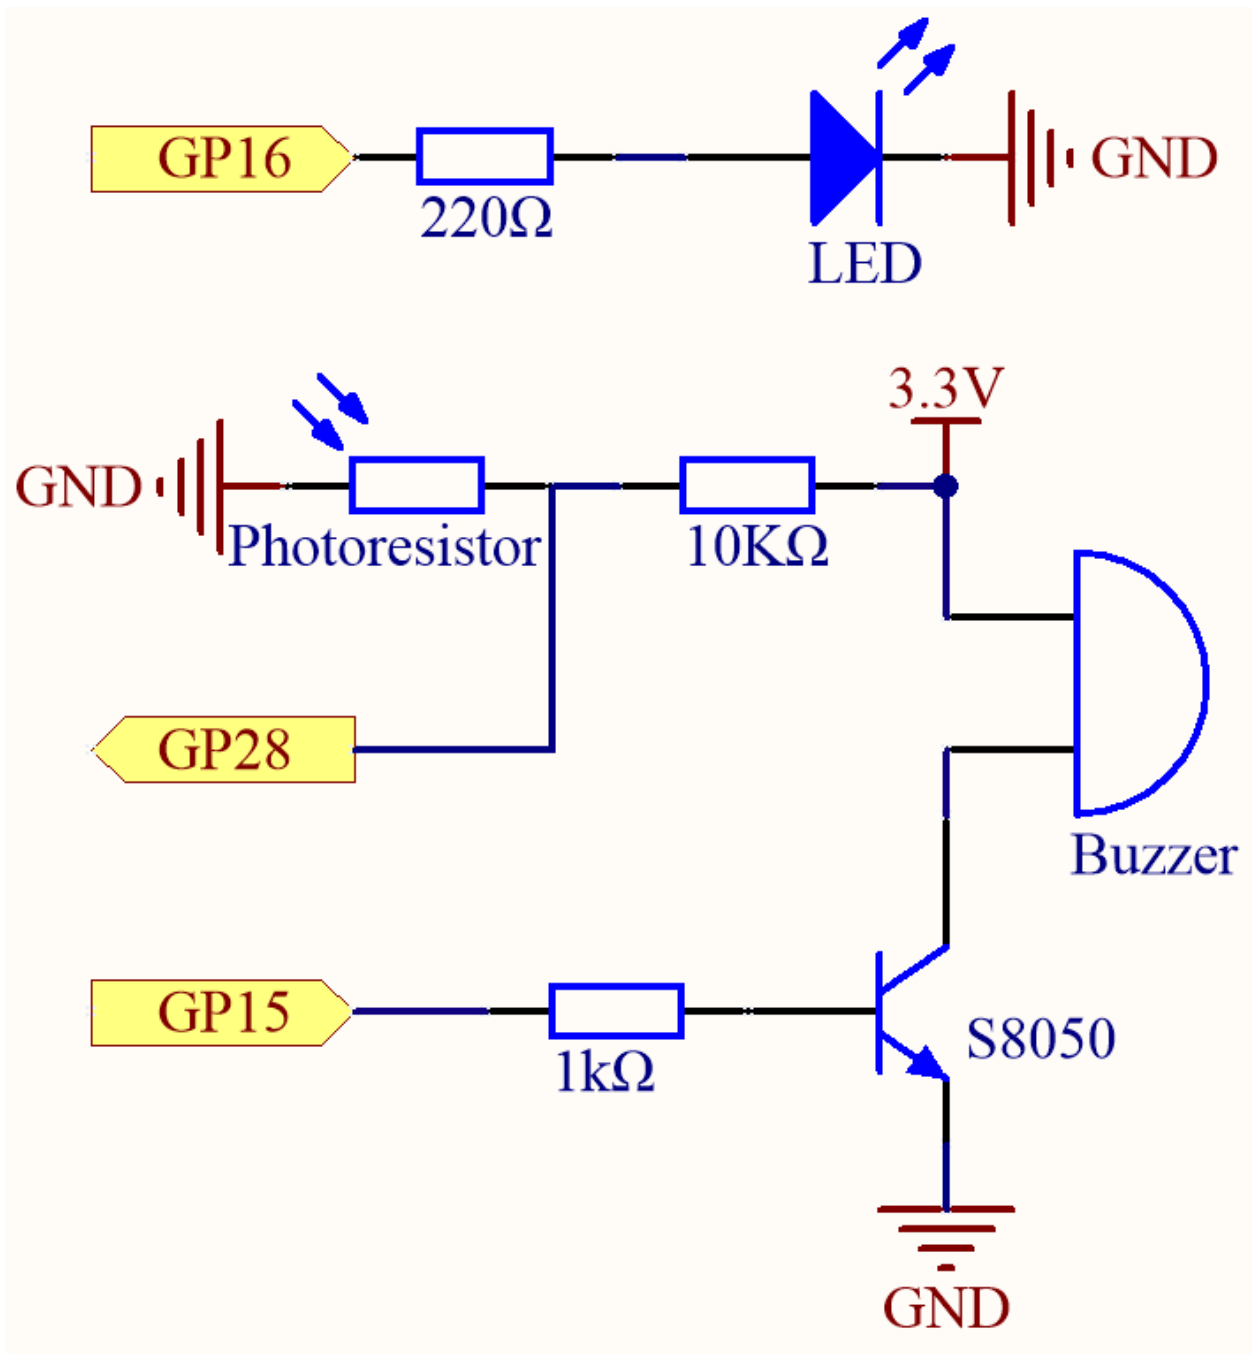 GP16
220Ω
LED
GND
3.3V
GND
Photoresistor
10KΩ
GP28
Buzzer
GP15
1kΩ
S8050
GND